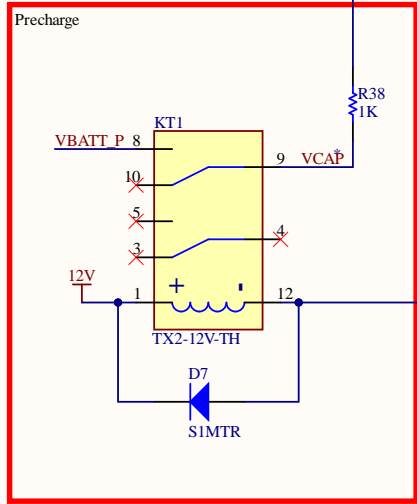 Precharge
R38
1K
KT1
VBATT_P 8
9 VCAP
*
10
5
4
3
12V
+ -
1
12
TX2-12V-TH
D7
S1MTR